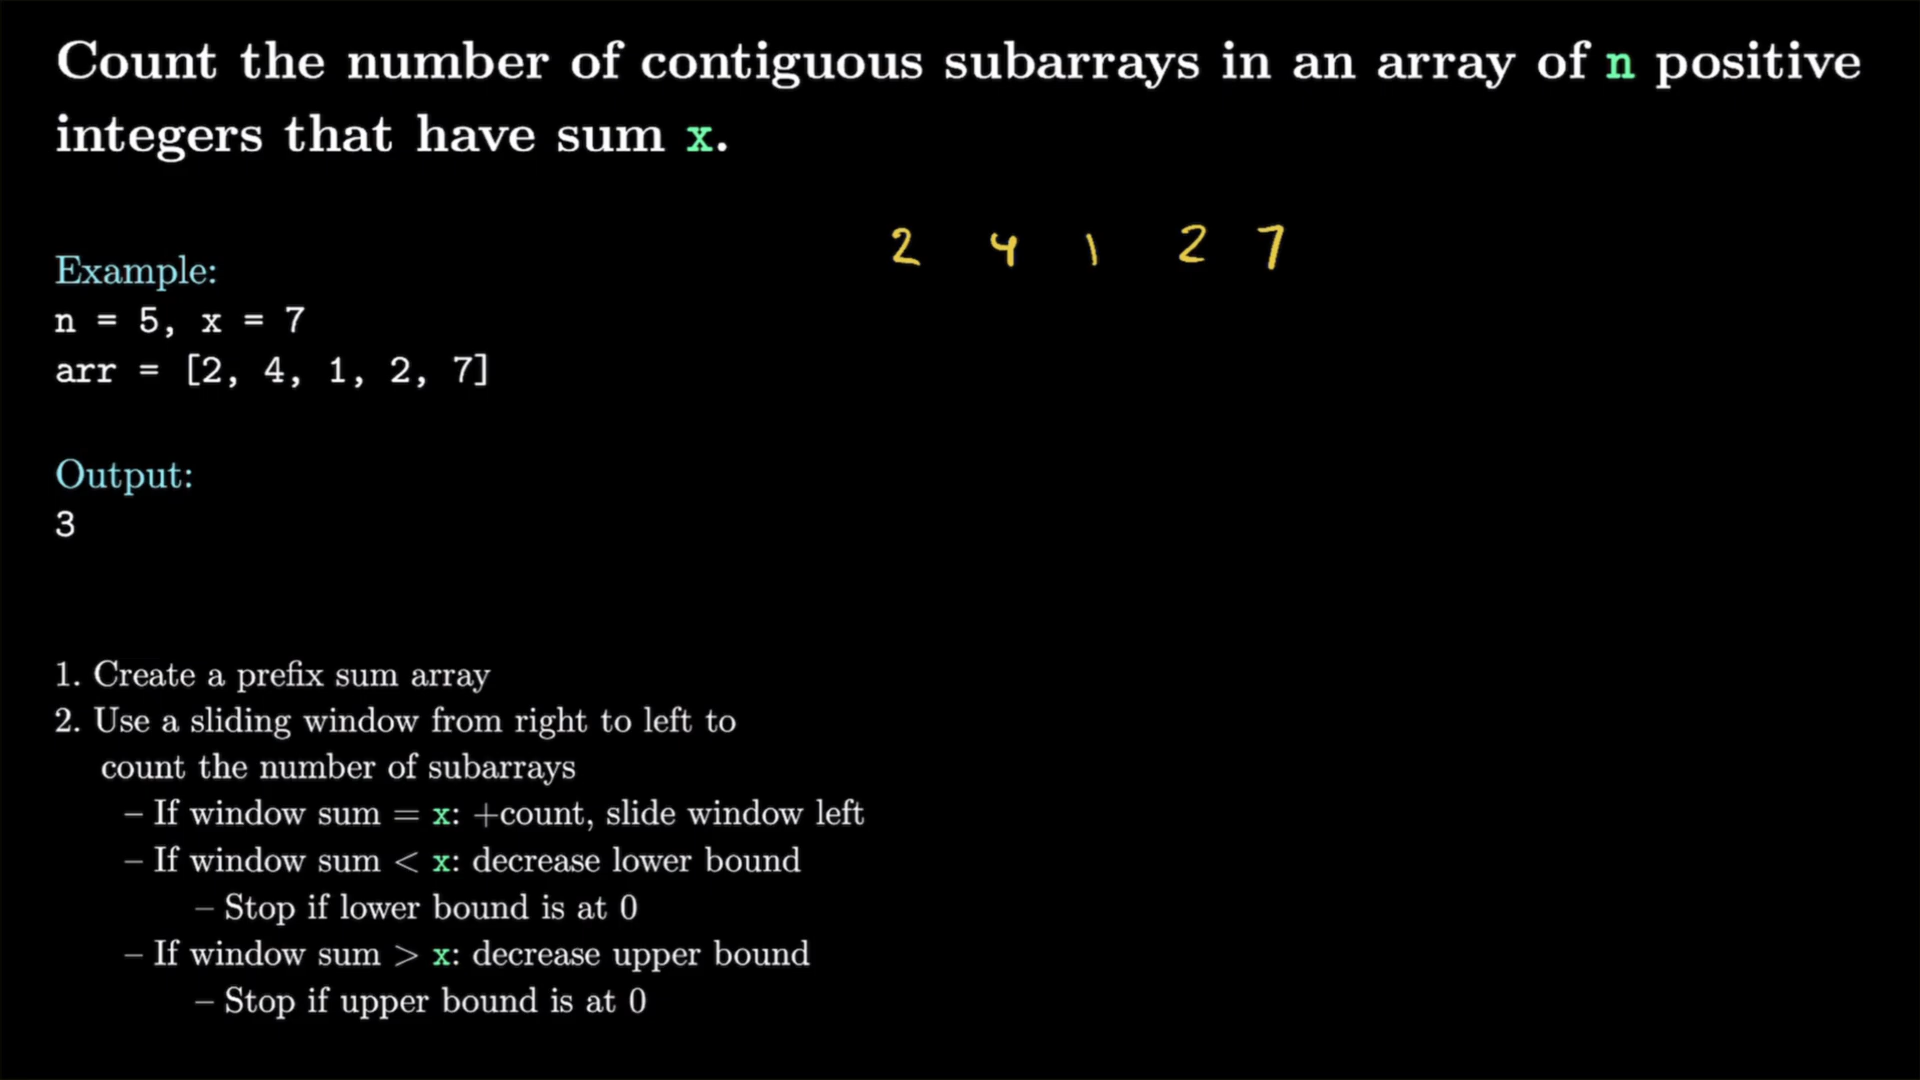 Count the number of contiguous subarrays in an array of n positive
integers that have sum x.
2 4 1 2 7
Example:
n = 5, x = 7
arr = [2, 4, 1, 2, 7]
Output:
3
1. Create a prefix sum array
2. Use a sliding window from right to left to
count the number of subarrays
– If window sum = x: +count, slide window left
– If window sum < x: decrease lower bound
– Stop if lower bound is at 0
– If window sum > x: decrease upper bound
– Stop if upper bound is at 0